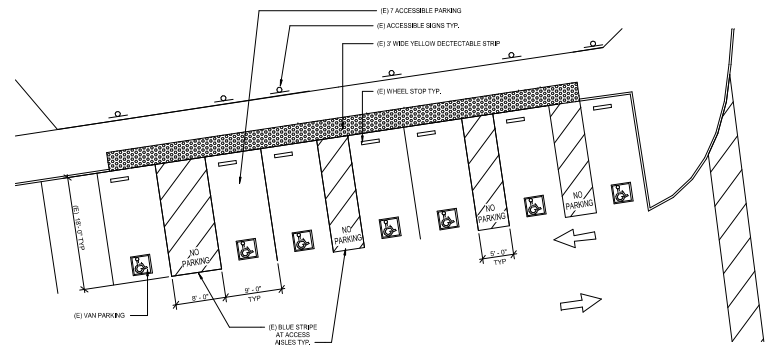 (E) 7 ACCESSIBLE PARKING
(E) ACCESSIBLE SIGNS TYP.
(E) 3' WIDE YELLOW DECTECTABLE STRIP
(E) WHEEL STOP TYP.
(E) 18'- 0" TYP
NO
PARKING
NO
PARKING
NO
PARKING
NO
PARKING
8' - 0"
9' - 0"
TYP
5' - 0"
TYP
(E) VAN PARKING
(E) BLUE STRIPE
AT ACCESS
AISLES TYP.